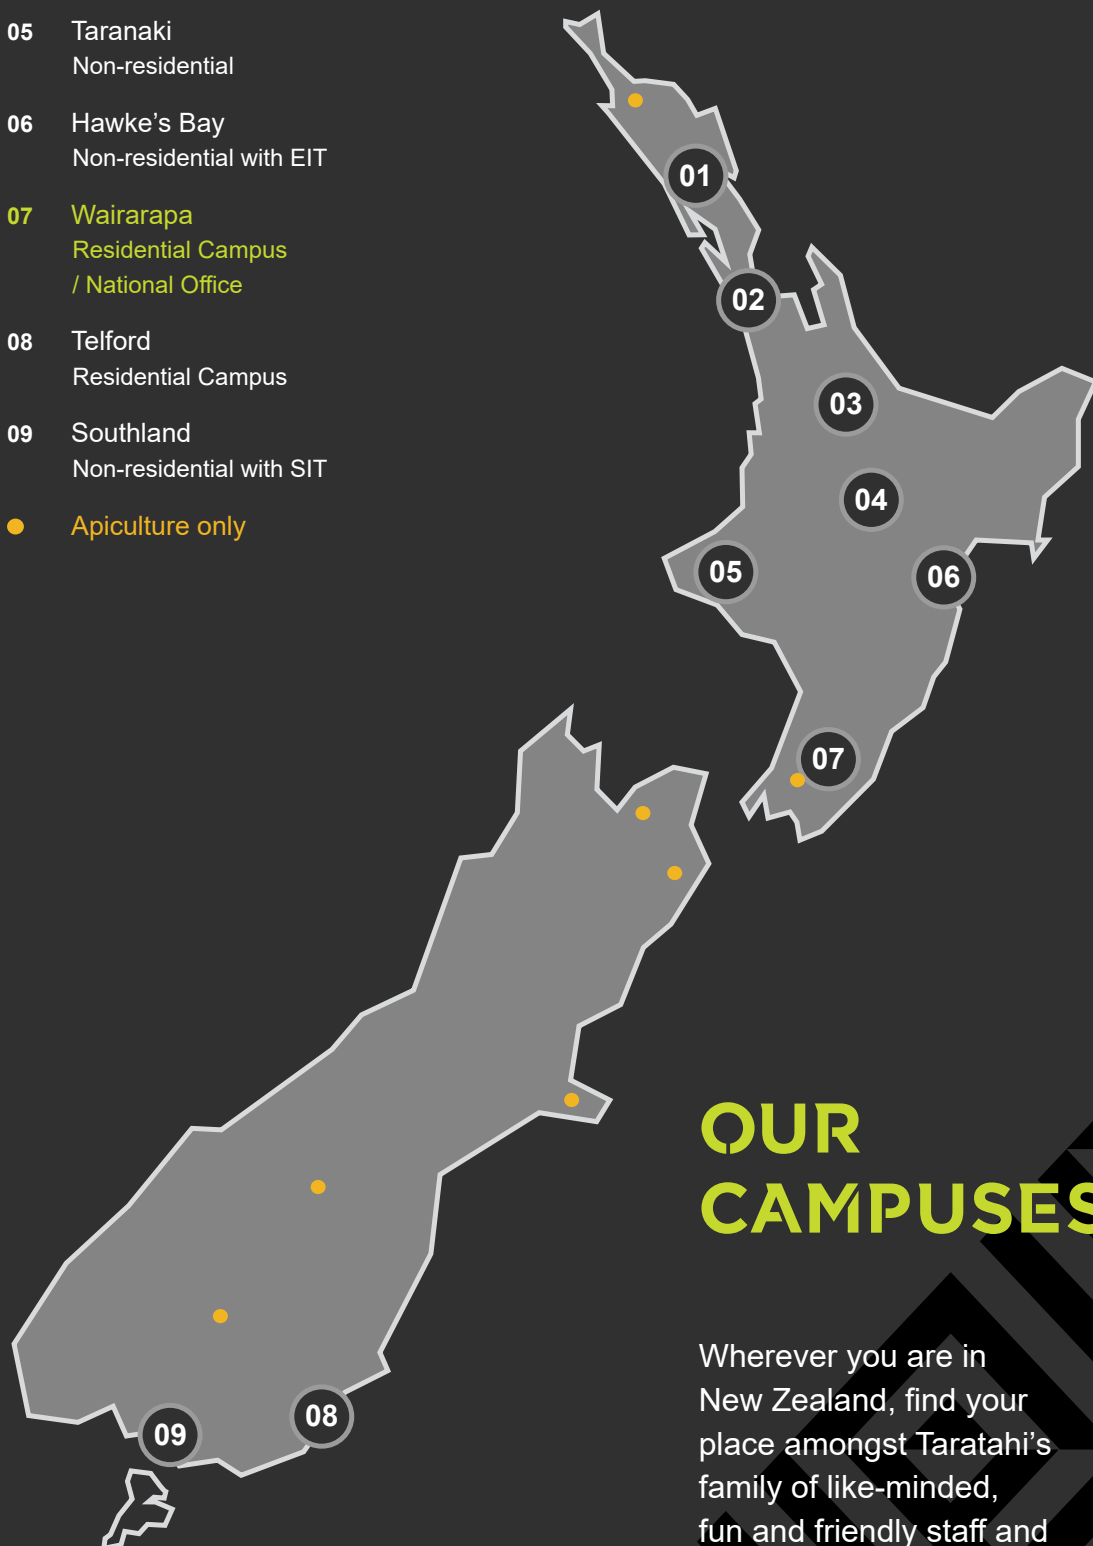 05 Taranaki
Non-residential
06 Hawke’s Bay
Non-residential with EIT
07 Wairarapa
Residential Campus
/ National Office
08 Telford
Residential Campus
09 Southland
Non-residential with SIT
Apiculture only
01
02
03
04
05
06
07
08
09
OUR
CAMPUSES
Wherever you are in
New Zealand, find your
place amongst Taratahi’s
family of like-minded,
fun and friendly staff and